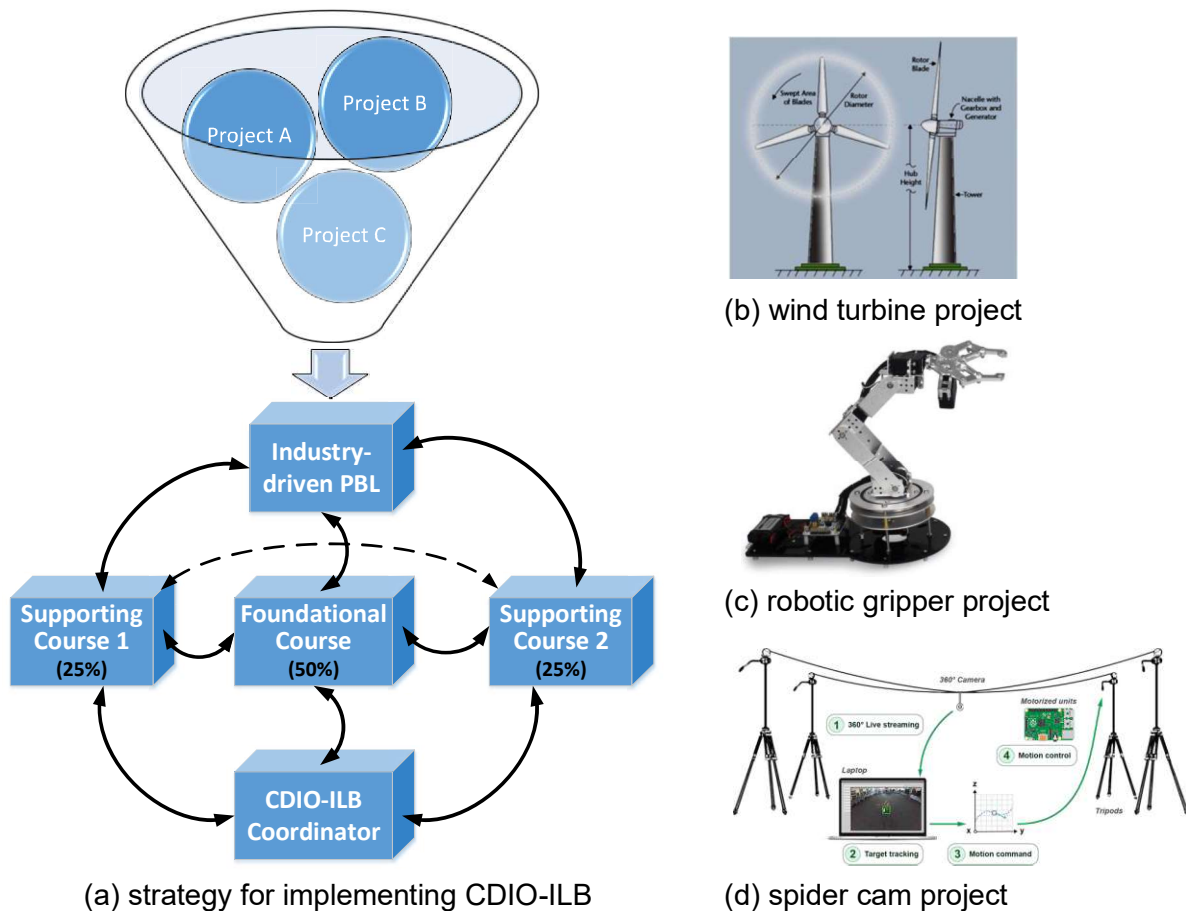 Project A
Project B
Project C
Industry-
driven PBL
Supporting
Course 1
(25%)
Foundational
Course
(50%)
Supporting
Course 2
(25%)
CDIO-ILB
Coordinator
(a) strategy for implementing CDIO-ILB
Swept Area
of Blades
Rotor
Diameter
Rotor
Blade
Nacelle with
Gearbox and
Generator
Hub
Height
Tower
(b) wind turbine project
(c) robotic gripper project
360° Camera
Motorized units
1 360° Live streaming
4 Motion control
Laptop
z
x
y
Tripods
2 Target tracking
3 Motion command
(d) spider cam project